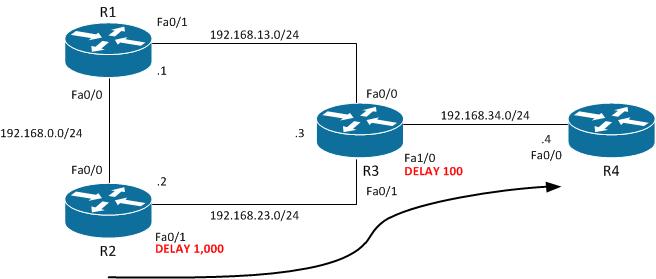 R1
Fa0/1
192.168.13.0/24
.1
Fa0/0
Fa0/0
192.168.34.0/24
192.168.0.0/24
.3
.4
Fa0/0
R3
R4
Fa1/0
DELAY 100
Fa0/0
.2
Fa0/1
192.168.23.0/24
Fa0/1
R2
DELAY 1,000